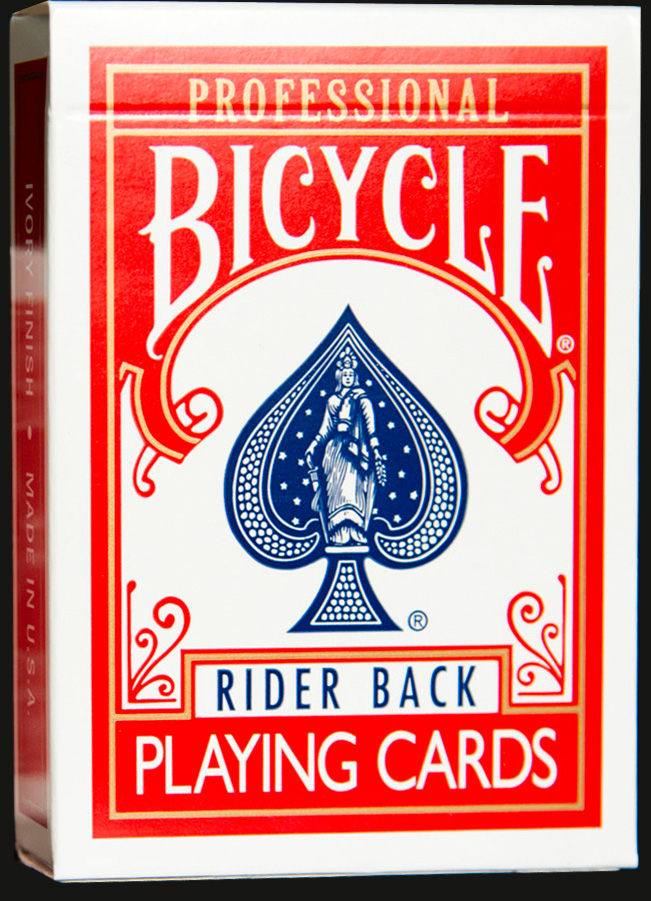 PROFESSIONAL
BICYCLE
®
®
RIDER BACK
PLAYING CARDS
IVORY FINISH • MADE IN U.S.A.